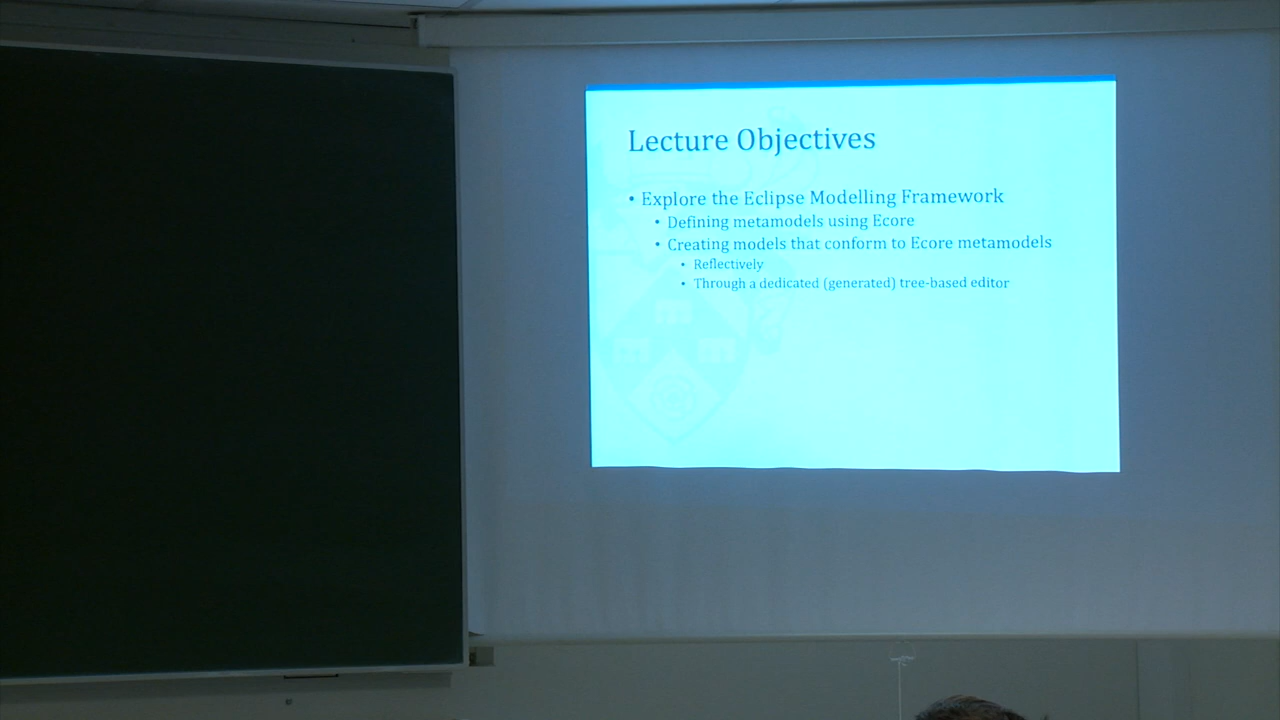 Lecture Objectives
• Explore the Eclipse Modelling Framework
• Defining metamodels using Ecore
• Creating models that conform to Ecore metamodels
• Reflectively
• Through a dedicated (generated) tree-based editor